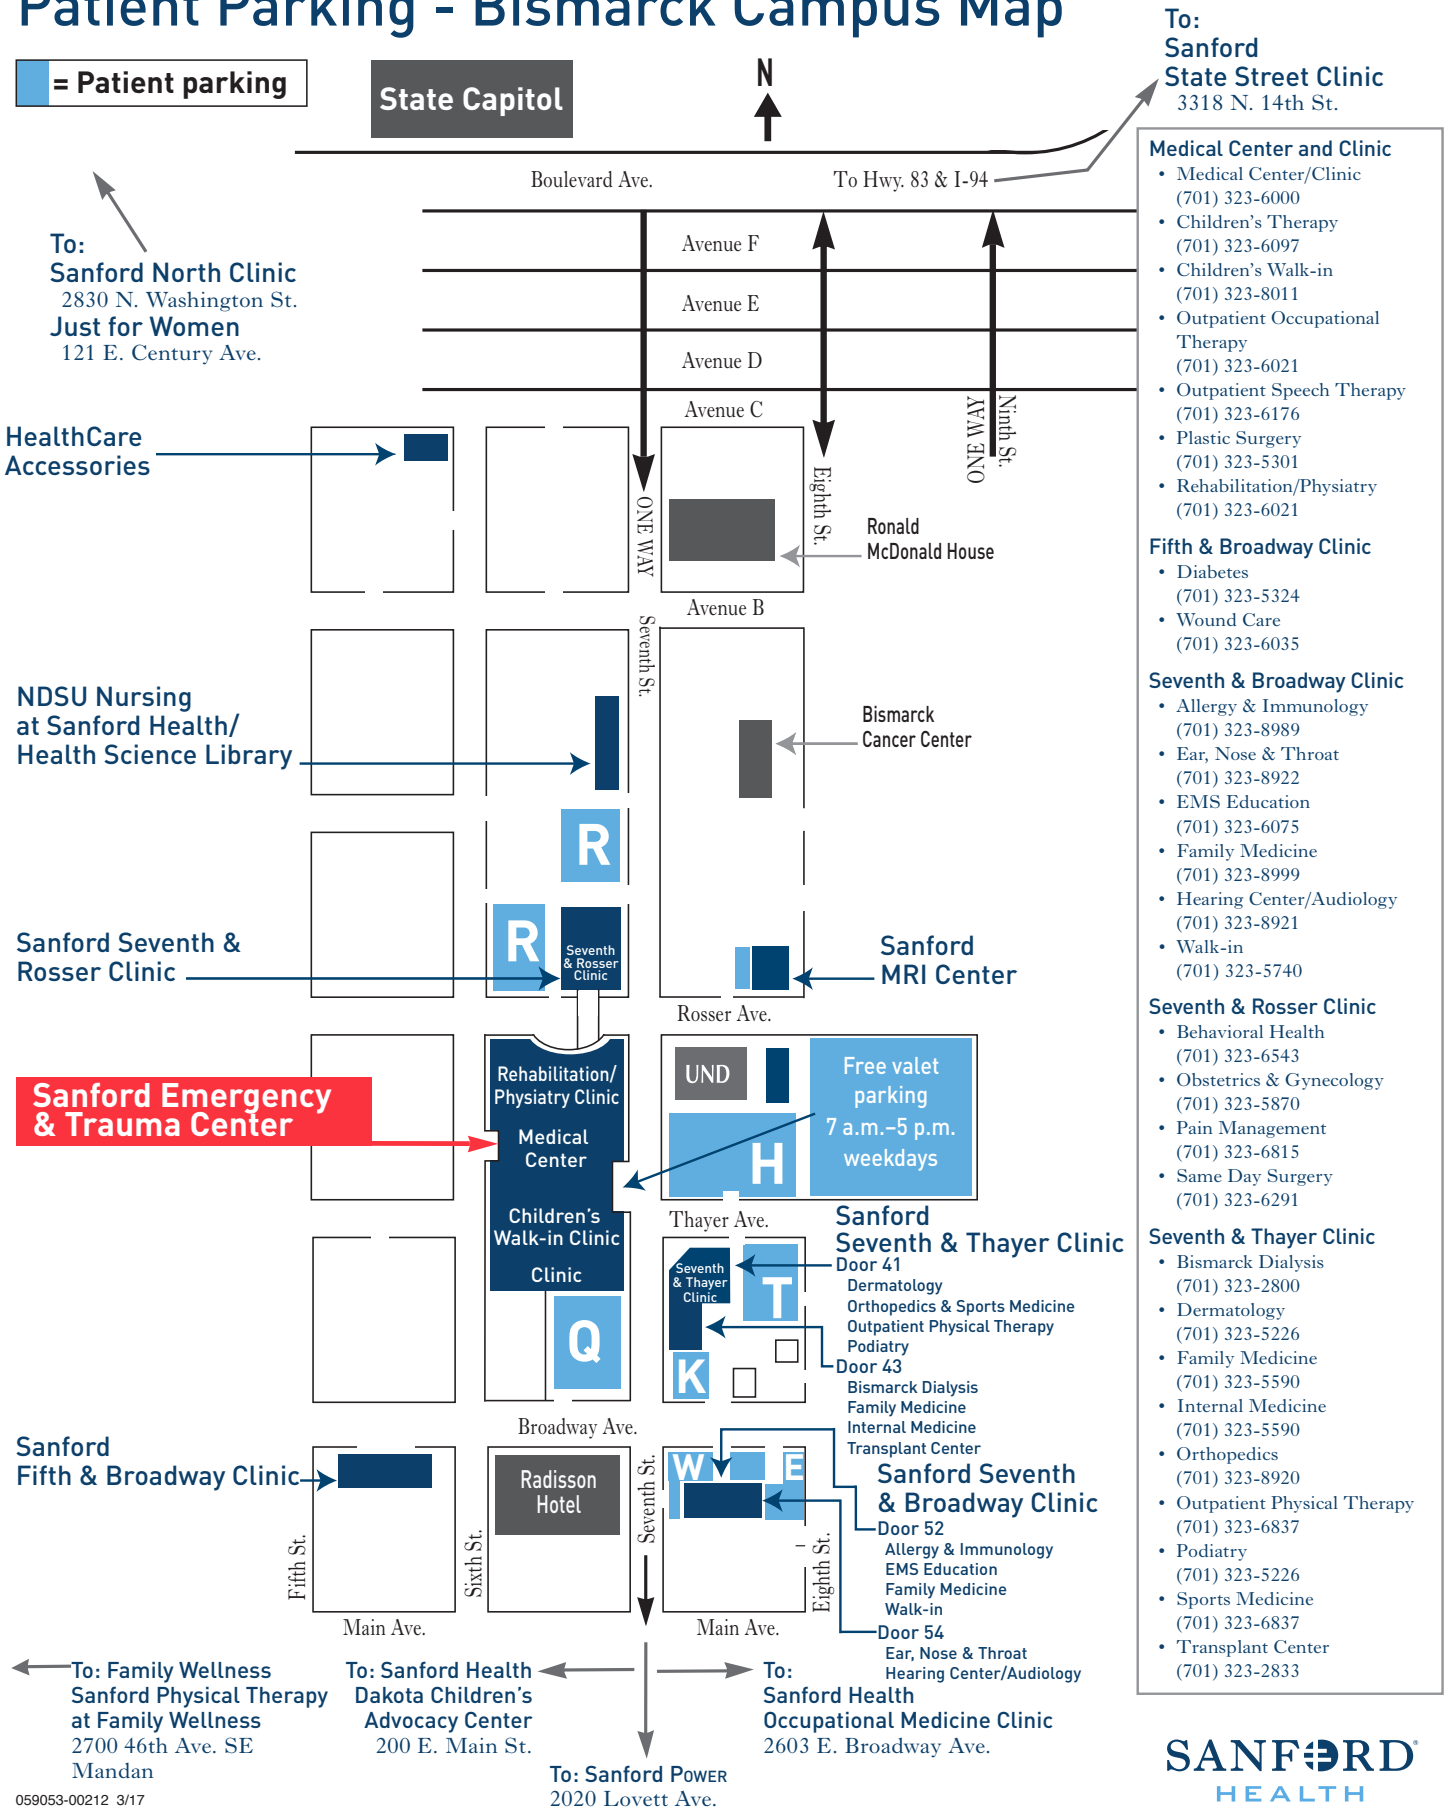 Patient Parking - Bismarck Campus Map
= Patient parking
State Capitol
N
To:
Sanford
State Street Clinic
3318 N. 14th St.
Boulevard Ave.
To Hwy. 83 & I-94
To:
Sanford North Clinic
2830 N. Washington St.
Just for Women
121 E. Century Ave.
Avenue F
Avenue E
Avenue D
Avenue C
HealthCare
Accessories
ONE WAY
Eighth St.
Ninth St.
ONE WAY
Ronald
McDonald House
Avenue B
Seventh St.
NDSU Nursing
at Sanford Health/
Health Science Library
Bismarck
Cancer Center
R
R
Seventh
& Rosser
Clinic
Sanford Seventh &
Rosser Clinic
Sanford
MRI Center
Rosser Ave.
Sanford Emergency
& Trauma Center
Rehabilitation/
Physiatry Clinic
Medical
Center
Children's
Walk-in Clinic
Clinic
UND
H
Free valet
parking
7 a.m.–5 p.m.
weekdays
Thayer Ave.
Q
Seventh
& Thayer
Clinic
T
K
Sanford
Seventh & Thayer Clinic
Door 41
Dermatology
Orthopedics & Sports Medicine
Outpatient Physical Therapy
Podiatry
Door 43
Bismarck Dialysis
Family Medicine
Internal Medicine
Transplant Center
Broadway Ave.
Sanford
Fifth & Broadway Clinic
Radisson
Hotel
W
E
Sanford Seventh
& Broadway Clinic
Door 52
Allergy & Immunology
EMS Education
Family Medicine
Walk-in
Door 54
Ear, Nose & Throat
Hearing Center/Audiology
Fifth St.
Sixth St.
Seventh St.
Eighth St.
Main Ave.
Main Ave.
To: Family Wellness
Sanford Physical Therapy
at Family Wellness
2700 46th Ave. SE
Mandan
To: Sanford Health
Dakota Children's
Advocacy Center
200 E. Main St.
To: Sanford POWER
2020 Lovett Ave.
To:
Sanford Health
Occupational Medicine Clinic
2603 E. Broadway Ave.
059053-00212 3/17
Medical Center and Clinic
• Medical Center/Clinic
(701) 323-6000
• Children's Therapy
(701) 323-6097
• Children's Walk-in
(701) 323-8011
• Outpatient Occupational
Therapy
(701) 323-6021
• Outpatient Speech Therapy
(701) 323-6176
• Plastic Surgery
(701) 323-5301
• Rehabilitation/Physiatry
(701) 323-6021
Fifth & Broadway Clinic
• Diabetes
(701) 323-5324
• Wound Care
(701) 323-6035
Seventh & Broadway Clinic
• Allergy & Immunology
(701) 323-8989
• Ear, Nose & Throat
(701) 323-8922
• EMS Education
(701) 323-6075
• Family Medicine
(701) 323-8999
• Hearing Center/Audiology
(701) 323-8921
• Walk-in
(701) 323-5740
Seventh & Rosser Clinic
• Behavioral Health
(701) 323-6543
• Obstetrics & Gynecology
(701) 323-5870
• Pain Management
(701) 323-6815
• Same Day Surgery
(701) 323-6291
Seventh & Thayer Clinic
• Bismarck Dialysis
(701) 323-2800
• Dermatology
(701) 323-5226
• Family Medicine
(701) 323-5590
• Internal Medicine
(701) 323-5590
• Orthopedics
(701) 323-8920
• Outpatient Physical Therapy
(701) 323-6837
• Podiatry
(701) 323-5226
• Sports Medicine
(701) 323-6837
• Transplant Center
(701) 323-2833
SANFORD
HEALTH